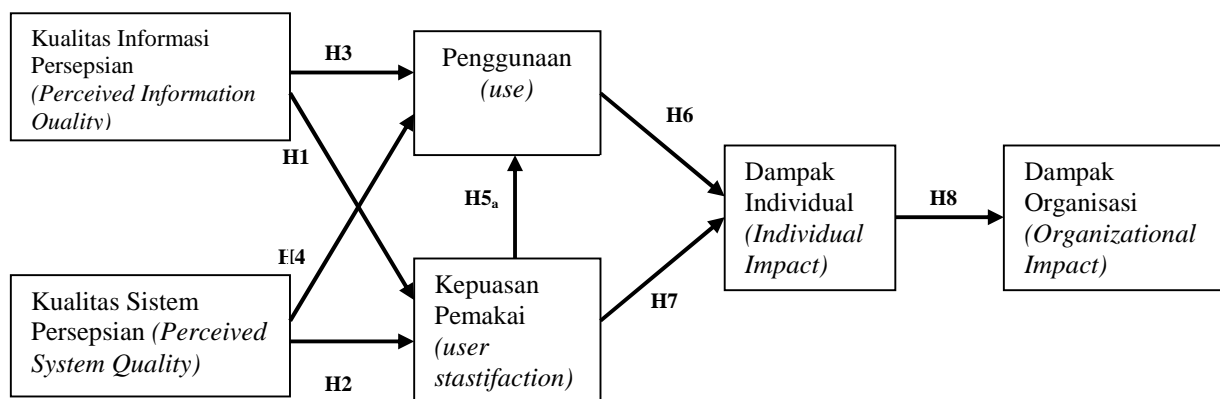 Kualitas Informasi
Persepsian
(Perceived Information
Quality)
H3
Penggunaan
(use)
H6
H1
H5a
Dampak
Individual
(Individual
Impact)
H8
Dampak
Organisasi
(Organizational
Impact)
H4
Kualitas Sistem
Persepsian (Perceived
System Quality)
H2
Kepuasan
Pemakai
(user
stastifaction)
H7